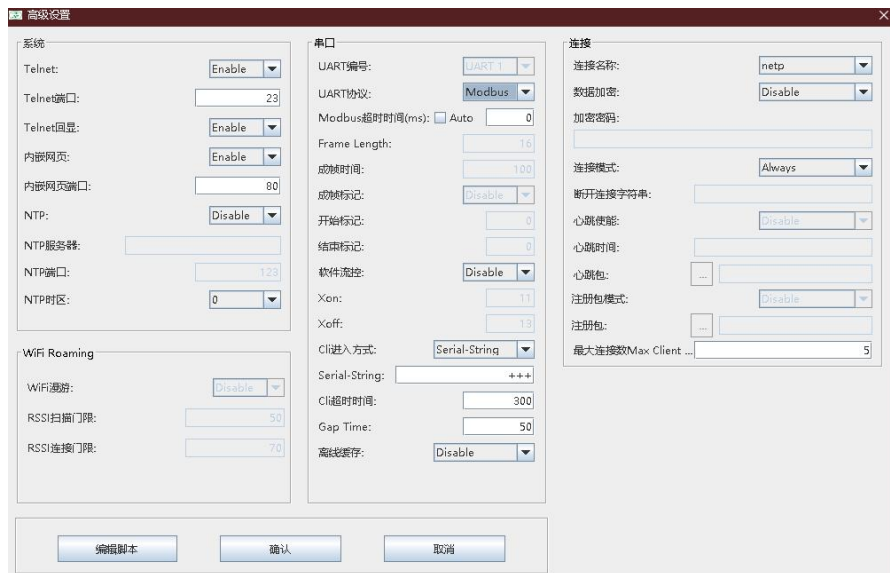 高级设置
系统
Telnet: Enable
Telnet端口: 23
Telnet回显: Enable
内嵌网页: Enable
内嵌网页端口: 80
NTP: Disable
NTP服务器:
NTP端口: 123
NTP时区: 0
WiFi Roaming
WiFi漫游: Disable
RSSI扫描门限: 50
RSSI连接门限: 70
串口
UART编号: UART 1
UART协议: Modbus
Modbus超时时间(ms): Auto 0
Frame Length: 16
成帧时间: 100
成帧标记: Disable
开始标记: 0
结束标记: 0
软件流控: Disable
Xon: 11
Xoff: 13
Cli进入方式: Serial-String
Serial-String: +++
Cli超时时间: 300
Gap Time: 50
离线缓存: Disable
连接
连接名称: netp
数据加密: Disable
加密密码:
连接模式: Always
断开连接字符串:
心跳使能: Disable
心跳时间:
心跳包: ...
注册包模式: Disable
注册包: ...
最大连接数Max Client ... 5
编辑脚本 确认 取消